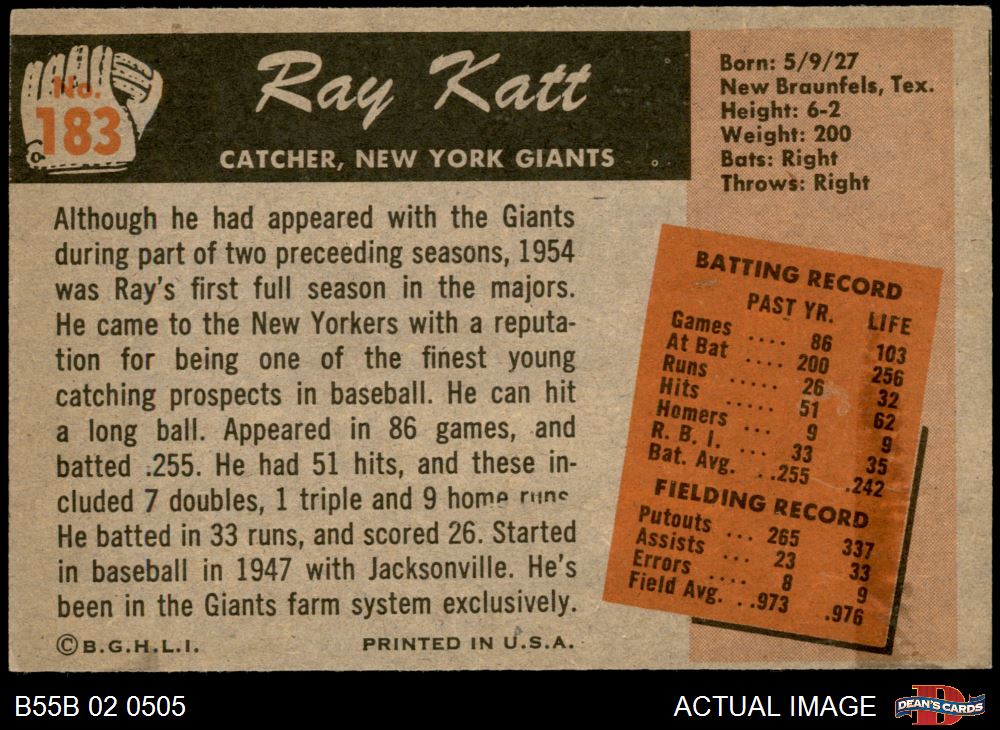 No.
183
Ray Katt
CATCHER, NEW YORK GIANTS
Born: 5/9/27
New Braunfels, Tex.
Height: 6-2
Weight: 200
Bats: Right
Throws: Right
Although he had appeared with the Giants
during part of two preceeding seasons, 1954
was Ray's first full season in the majors.
He came to the New Yorkers with a reputa-
tion for being one of the finest young
catching prospects in baseball. He can hit
a long ball. Appeared in 86 games, and
batted .255. He had 51 hits, and these in-
cluded 7 doubles, 1 triple and 9 home runs
He batted in 33 runs, and scored 26. Started
in baseball in 1947 with Jacksonville. He's
been in the Giants farm system exclusively.
©B.G.H.L.I. PRINTED IN U.S.A.
BATTING RECORD
PAST YR. LIFE
Games .... 86 103
At Bat .... 200 256
Runs ..... 26 32
Hits ..... 51 62
Homers ... 9 9
R. B. I. ... 33 35
Bat. Avg. ..255 .242
FIELDING RECORD
Putouts ... 265 337
Assists ... 23 33
Errors .... 8 9
Field Avg. ..973 .976
B55B 02 0505 ACTUAL IMAGE DEAN'S CARDS